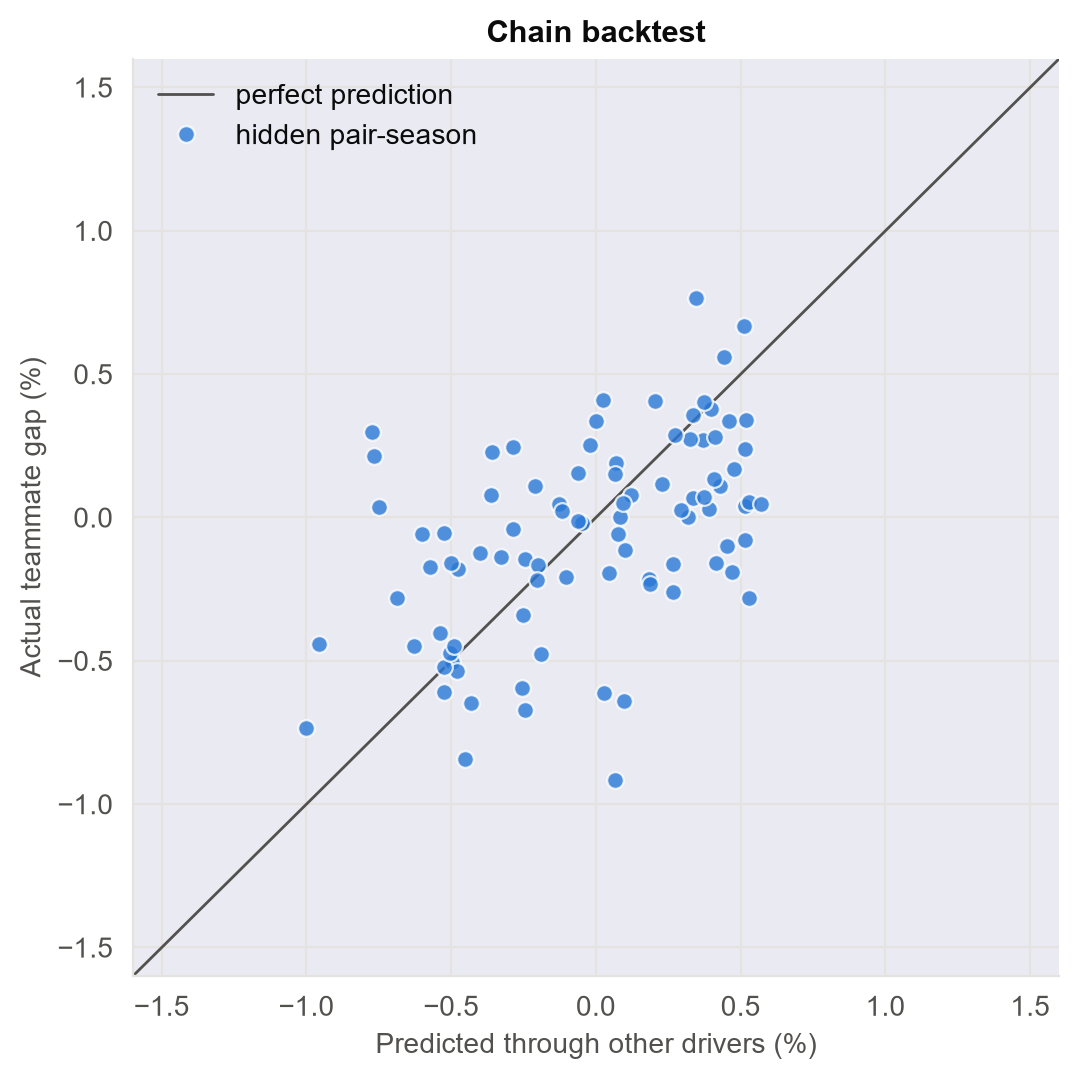 Chain backtest
perfect prediction
hidden pair-season
1.5
1.0
0.5
0.0
−0.5
−1.0
−1.5
Actual teammate gap (%)
−1.5
−1.0
−0.5
0.0
0.5
1.0
1.5
Predicted through other drivers (%)